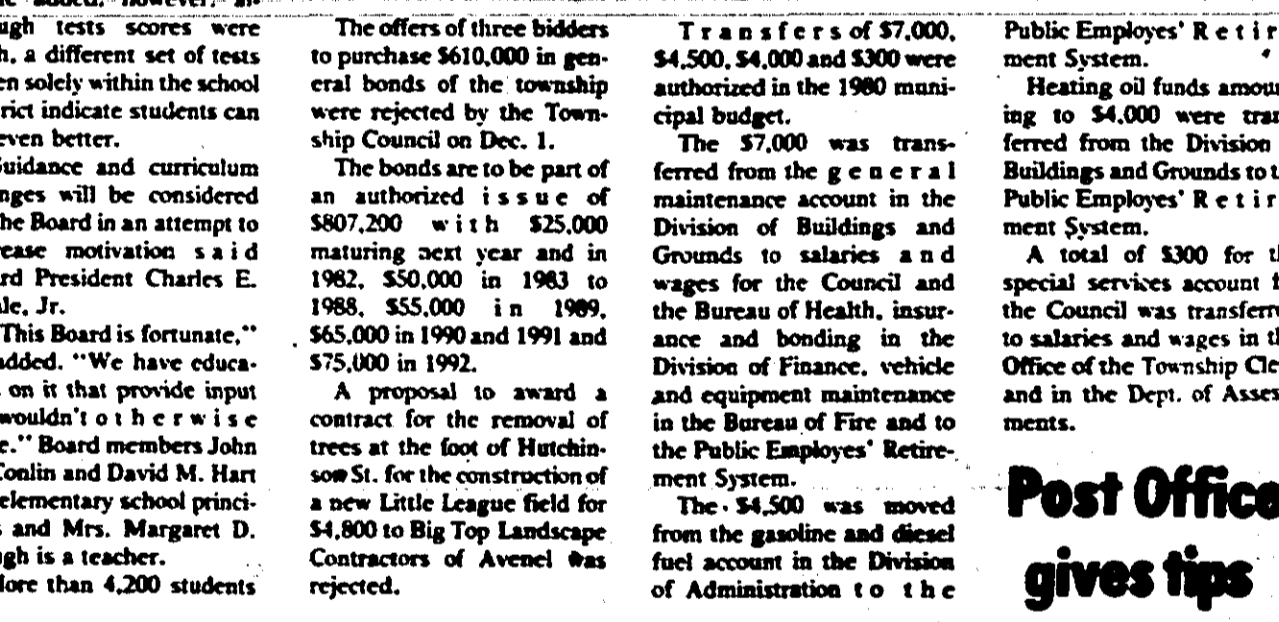 ugh tests scores were
h, a different set of tests
en solely within the school
rict indicate students can
even better.
Guidance and curriculum
nges will be considered
he Board in an attempt to
rease motivation said
rd President Charles E.
le, Jr.
"This Board is fortunate,"
added. "We have educa-
on it that provide input
wouldn't otherwise
e." Board members John
Conlin and David M. Hart
elementary school princi-
s and Mrs. Margaret D.
ugh is a teacher.
More than 4,200 students
The offers of three bidders
to purchase $610,000 in gen-
eral bonds of the township
were rejected by the Town-
ship Council on Dec. 1.
The bonds are to be part of
an authorized issue of
$807,200 with $25,000
maturing next year and in
1982, $50,000 in 1983 to
1988, $55,000 in 1989,
$65,000 in 1990 and 1991 and
$75,000 in 1992.
A proposal to award a
contract for the removal of
trees at the foot of Hutchin-
son St. for the construction of
a new Little League field for
$4,800 to Big Top Landscape
Contractors of Avenel was
rejected.
Transfers of $7,000,
$4,500, $4,000 and $300 were
authorized in the 1980 muni-
cipal budget.
The $7,000 was trans-
ferred from the general
maintenance account in the
Division of Buildings and
Grounds to salaries and
wages for the Council and
the Bureau of Health, insur-
ance and bonding in the
Division of Finance, vehicle
and equipment maintenance
in the Bureau of Fire and to
the Public Employes' Retire-
ment System.
The $4,500 was moved
from the gasoline and diesel
fuel account in the Division
of Administration to the
Public Employes' Retir
ment System.
Heating oil funds amoun
ing to $4,000 were tran
ferred from the Division
Buildings and Grounds to t
Public Employes' Retir
ment System.
A total of $300 for th
special services account f
the Council was transferr
to salaries and wages in th
Office of the Township Cle
and in the Dept. of Asses
ments.
Post Office
gives tips